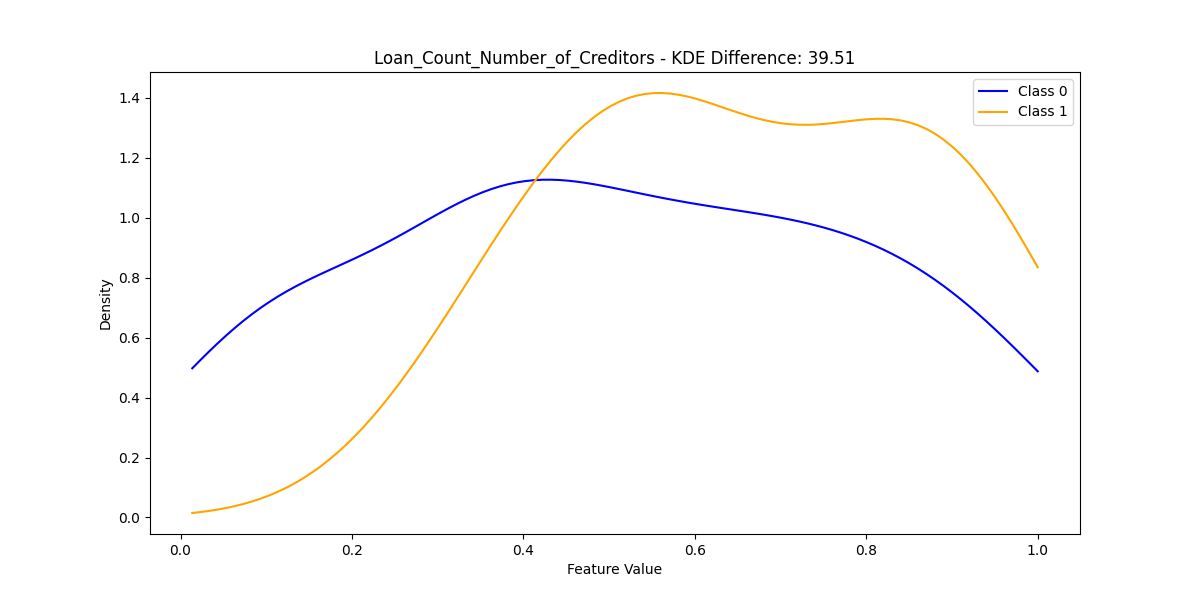 Loan_Count_Number_of_Creditors - KDE Difference: 39.51
Class 0
Class 1
Density
1.4
1.2
1.0
0.8
0.6
0.4
0.2
0.0
0.0 0.2 0.4 0.6 0.8 1.0
Feature Value